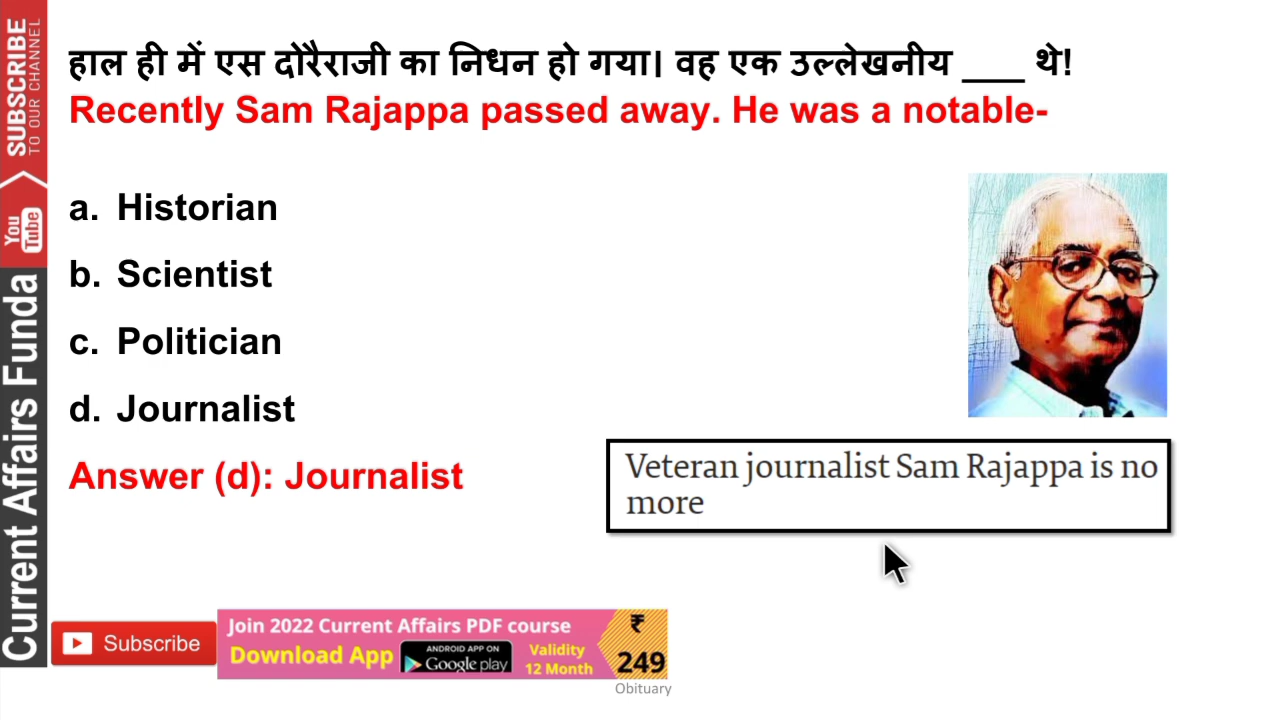 हाल ही में एस दोरैराजी का निधन हो गया। वह एक उल्लेखनीय ___ थे!
Recently Sam Rajappa passed away. He was a notable-
a. Historian
b. Scientist
c. Politician
d. Journalist
Answer (d): Journalist
Veteran journalist Sam Rajappa is no
more
SUBSCRIBE
TO OUR CHANNEL
You
Tube
Current Affairs Funda
Subscribe
Join 2022 Current Affairs PDF course
Download App
ANDROID APP ON
Google play
Validity
12 Month
₹
249
Obituary